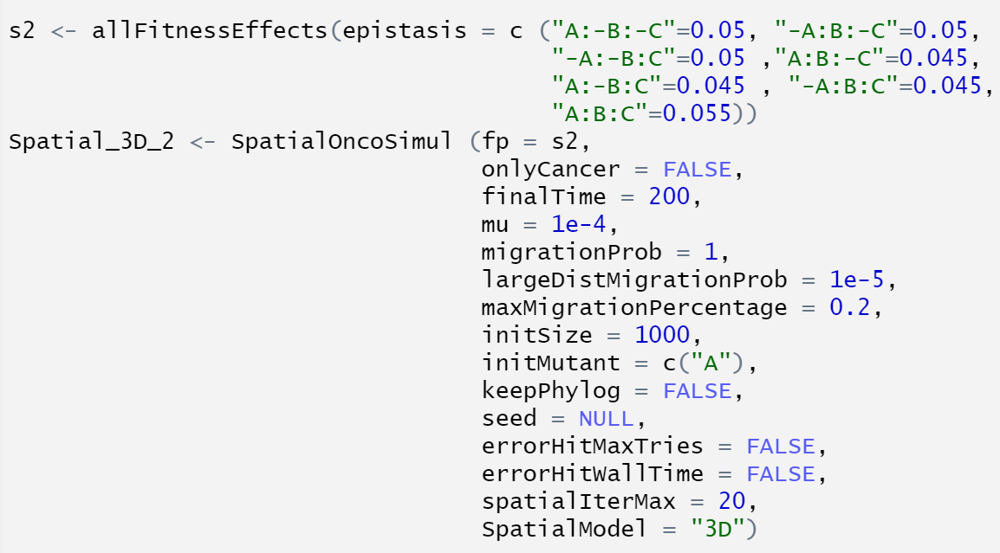 s2 <- allFitnessEffects(epistasis = c ("A:-B:-C"=0.05, "-A:B:-C"=0.05,
"-A:-B:C"=0.05 ,"A:B:-C"=0.045,
"A:-B:C"=0.045 , "-A:B:C"=0.045,
"A:B:C"=0.055))
Spatial_3D_2 <- SpatialOncoSimul (fp = s2,
onlyCancer = FALSE,
finalTime = 200,
mu = 1e-4,
migrationProb = 1,
largeDistMigrationProb = 1e-5,
maxMigrationPercentage = 0.2,
initSize = 1000,
initMutant = c("A"),
keepPhylog = FALSE,
seed = NULL,
errorHitMaxTries = FALSE,
errorHitWallTime = FALSE,
spatialIterMax = 20,
SpatialModel = "3D")